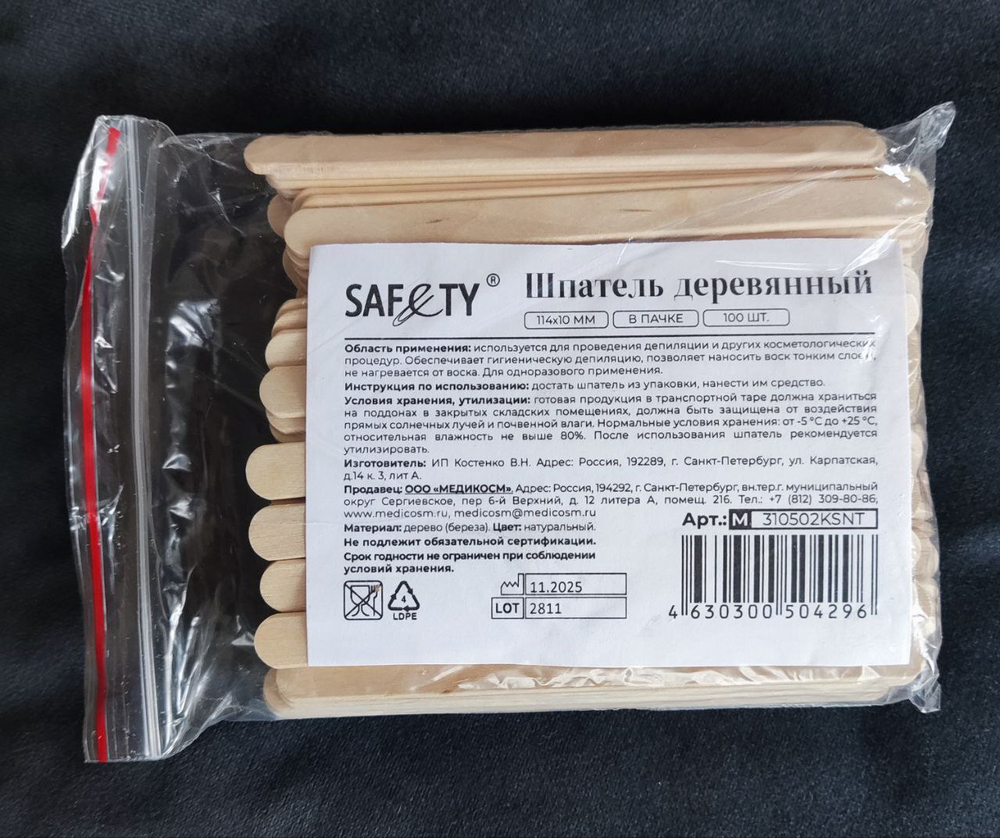 SAF&TY® Шпатель деревянный
114х10 ММ В ПАЧКЕ 100 ШТ.
Область применения: используется для проведения депиляции и других косметологических
процедур. Обеспечивает гигиеническую депиляцию, позволяет наносить воск тонким слоем,
не нагревается от воска. Для одноразового применения.
Инструкция по использованию: достать шпатель из упаковки, нанести им средство.
Условия хранения, утилизации: готовая продукция в транспортной таре должна храниться
на поддонах в закрытых складских помещениях, должна быть защищена от воздействия
прямых солнечных лучей и почвенной влаги. Нормальные условия хранения: от -5 °С до +25 °С,
относительная влажность не выше 80%. После использования шпатель рекомендуется
утилизировать.
Изготовитель: ИП Костенко В.Н. Адрес: Россия, 192289, г. Санкт-Петербург, ул. Карпатская,
д.14 к. 3, лит А.
Продавец: ООО «МЕДИКОСМ», Адрес: Россия, 194292, г. Санкт-Петербург, вн.тер.г. муниципальный
округ Сергиевское, пер 6-й Верхний, д. 12 литера А, помещ. 216. Тел.: +7 (812) 309-80-86,
www.medicosm.ru, medicosm@medicosm.ru
Материал: дерево (береза). Цвет: натуральный.
Не подлежит обязательной сертификации.
Срок годности не ограничен при соблюдении
условий хранения.
Арт.: M 310502KSNT
4
LDPE
11.2025
LOT 2811
4 630300 504296